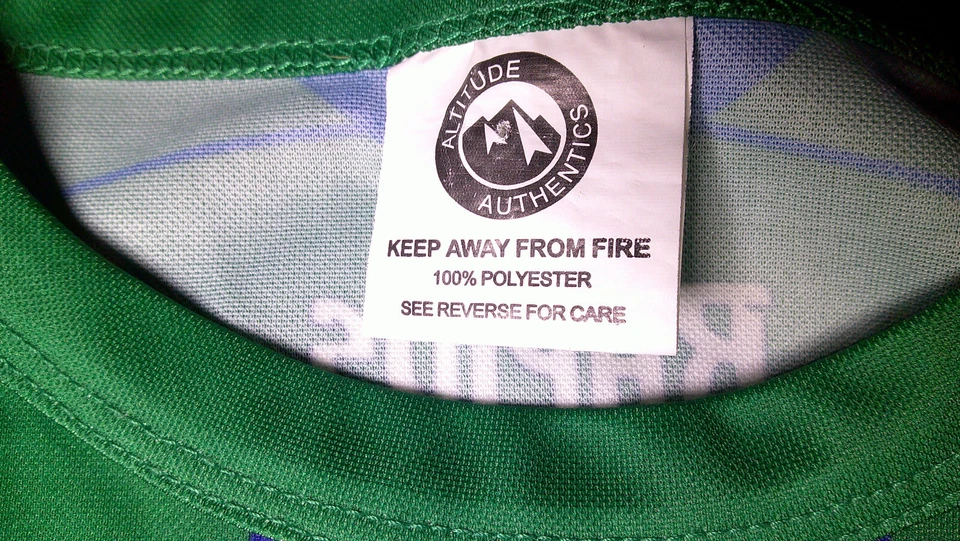 ALTITUDE
AUTHENTICS
KEEP AWAY FROM FIRE
100% POLYESTER
SEE REVERSE FOR CARE